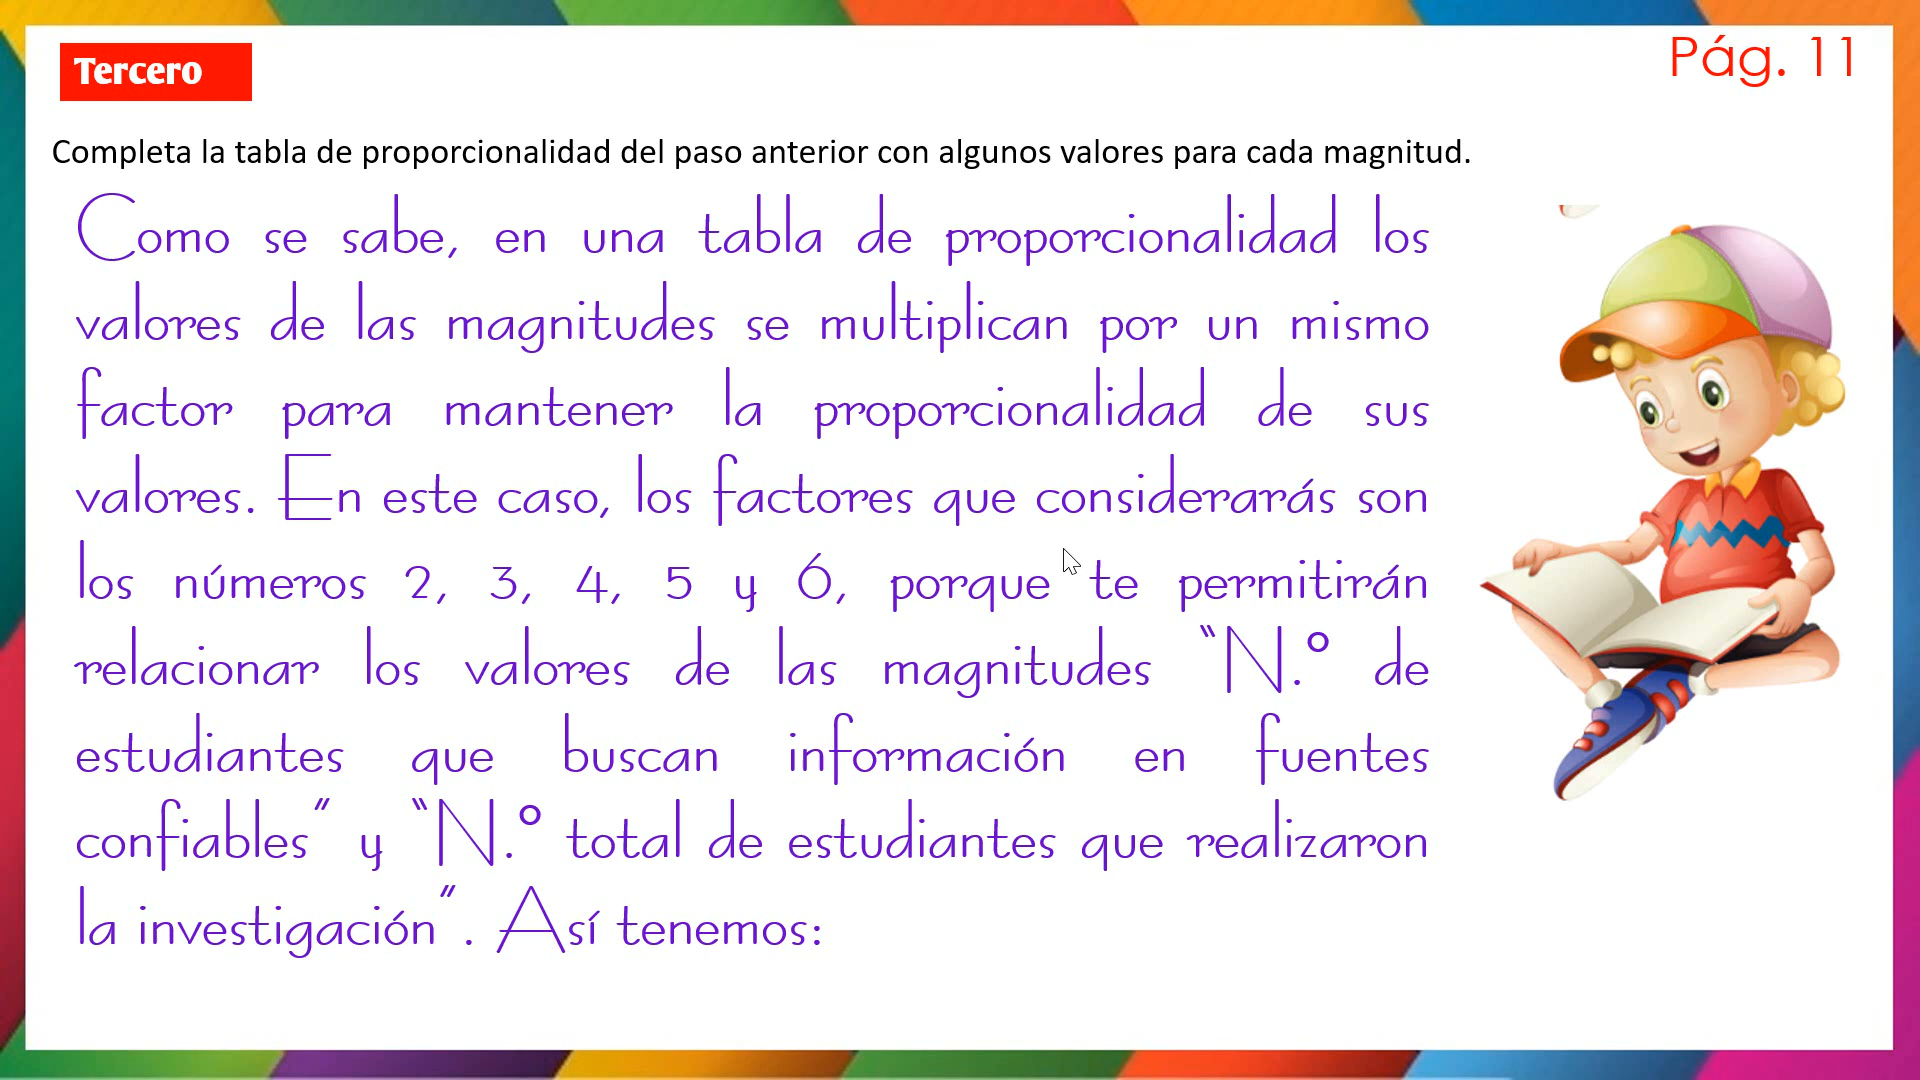 Tercero
Pág. 11
Completa la tabla de proporcionalidad del paso anterior con algunos valores para cada magnitud.
Como se sabe, en una tabla de proporcionalidad los
valores de las magnitudes se multiplican por un mismo
factor para mantener la proporcionalidad de sus
valores. En este caso, los factores que considerarás son
los números 2, 3, 4, 5 y 6, porque te permitirán
relacionar los valores de las magnitudes “N.º de
estudiantes que buscan información en fuentes
confiables” y “N.º total de estudiantes que realizaron
la investigación”. Así tenemos: